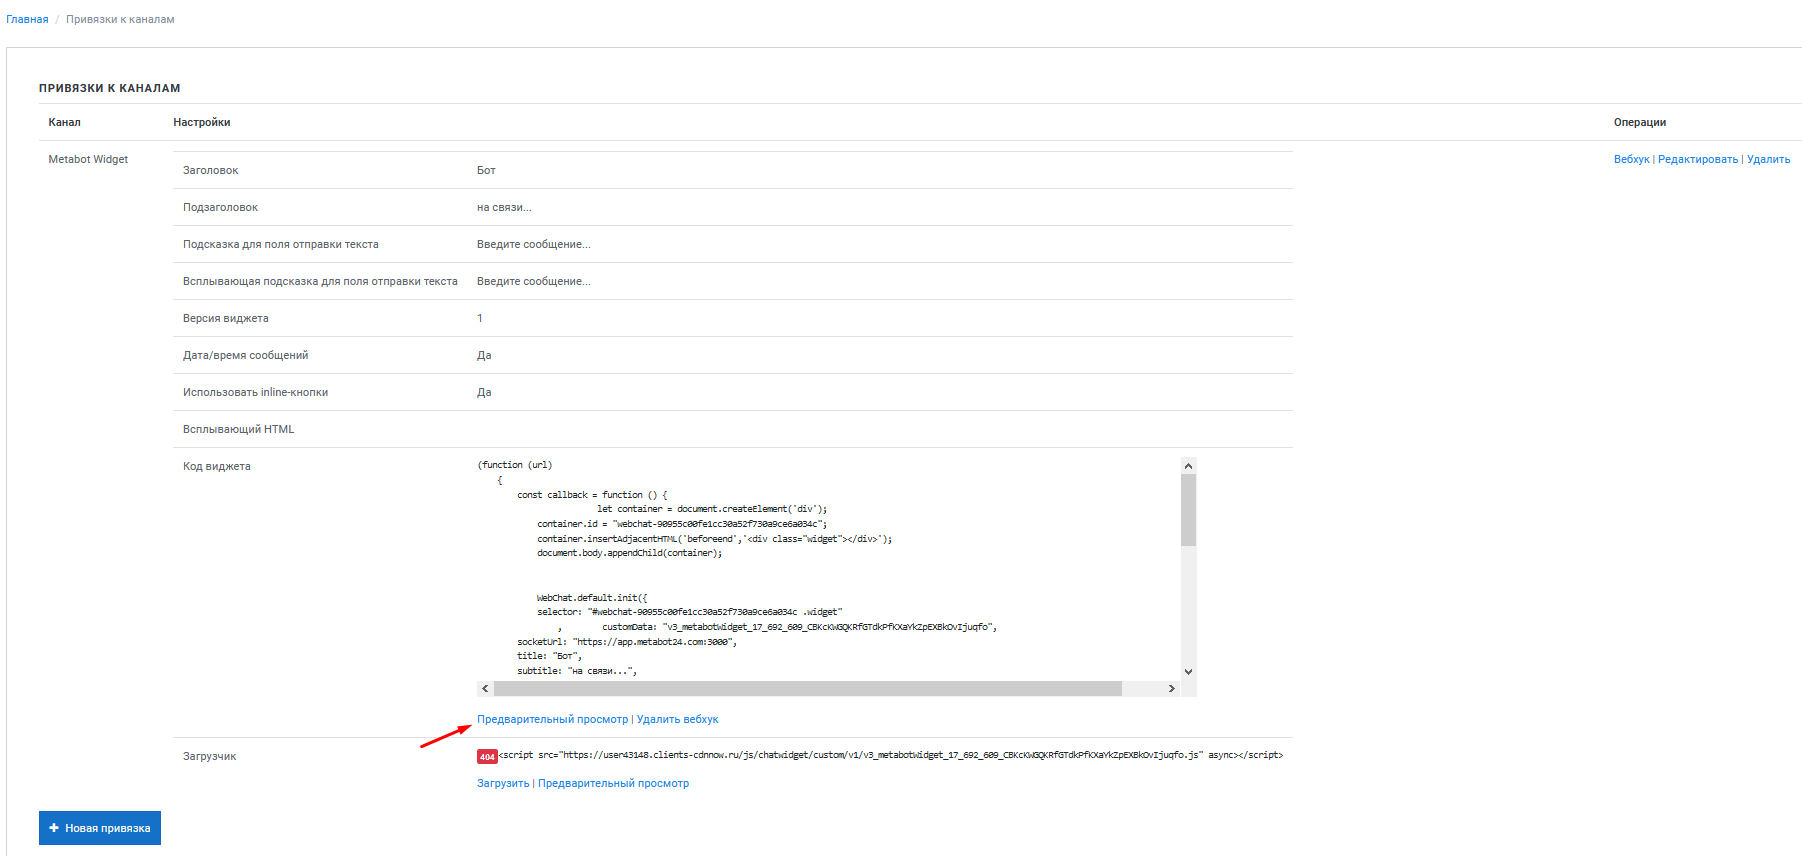 Главная / Привязки к каналам
ПРИВЯЗКИ К КАНАЛАМ
Канал Настройки Операции
Metabot Widget Вебхук | Редактировать | Удалить
Заголовок Бот
Подзаголовок на связи...
Подсказка для поля отправки текста Введите сообщение...
Всплывающая подсказка для поля отправки текста Введите сообщение...
Версия виджета 1
Дата/время сообщений Да
Использовать inline-кнопки Да
Всплывающий HTML
Код виджета
(function (url)
{
const callback = function () {
let container = document.createElement('div');
container.id = "webchat-90955c00fe1cc30a52f730a9ce6a034c";
container.insertAdjacentHTML('beforeend','<div class="widget"></div>');
document.body.appendChild(container);
WebChat.default.init({
selector: "#webchat-90955c00fe1cc30a52f730a9ce6a034c .widget"
, customData: "v3_metabotWidget_17_692_609_CBKcKWGQKRfGTdkPfKXaYkZpEXBkOvIjuqfo",
socketUrl: "https://app.metabot24.com:3000",
title: "Бот",
subtitle: "на связи...",
Предварительный просмотр | Удалить вебхук
Загрузчик 404 <script src="https://user43148.clients-cdnnow.ru/js/chatwidget/custom/v1/v3_metabotWidget_17_692_609_CBKcKWGQKRfGTdkPfKXaYkZpEXBkOvIjuqfo.js" async></script>
Загрузить | Предварительный просмотр
+ Новая привязка